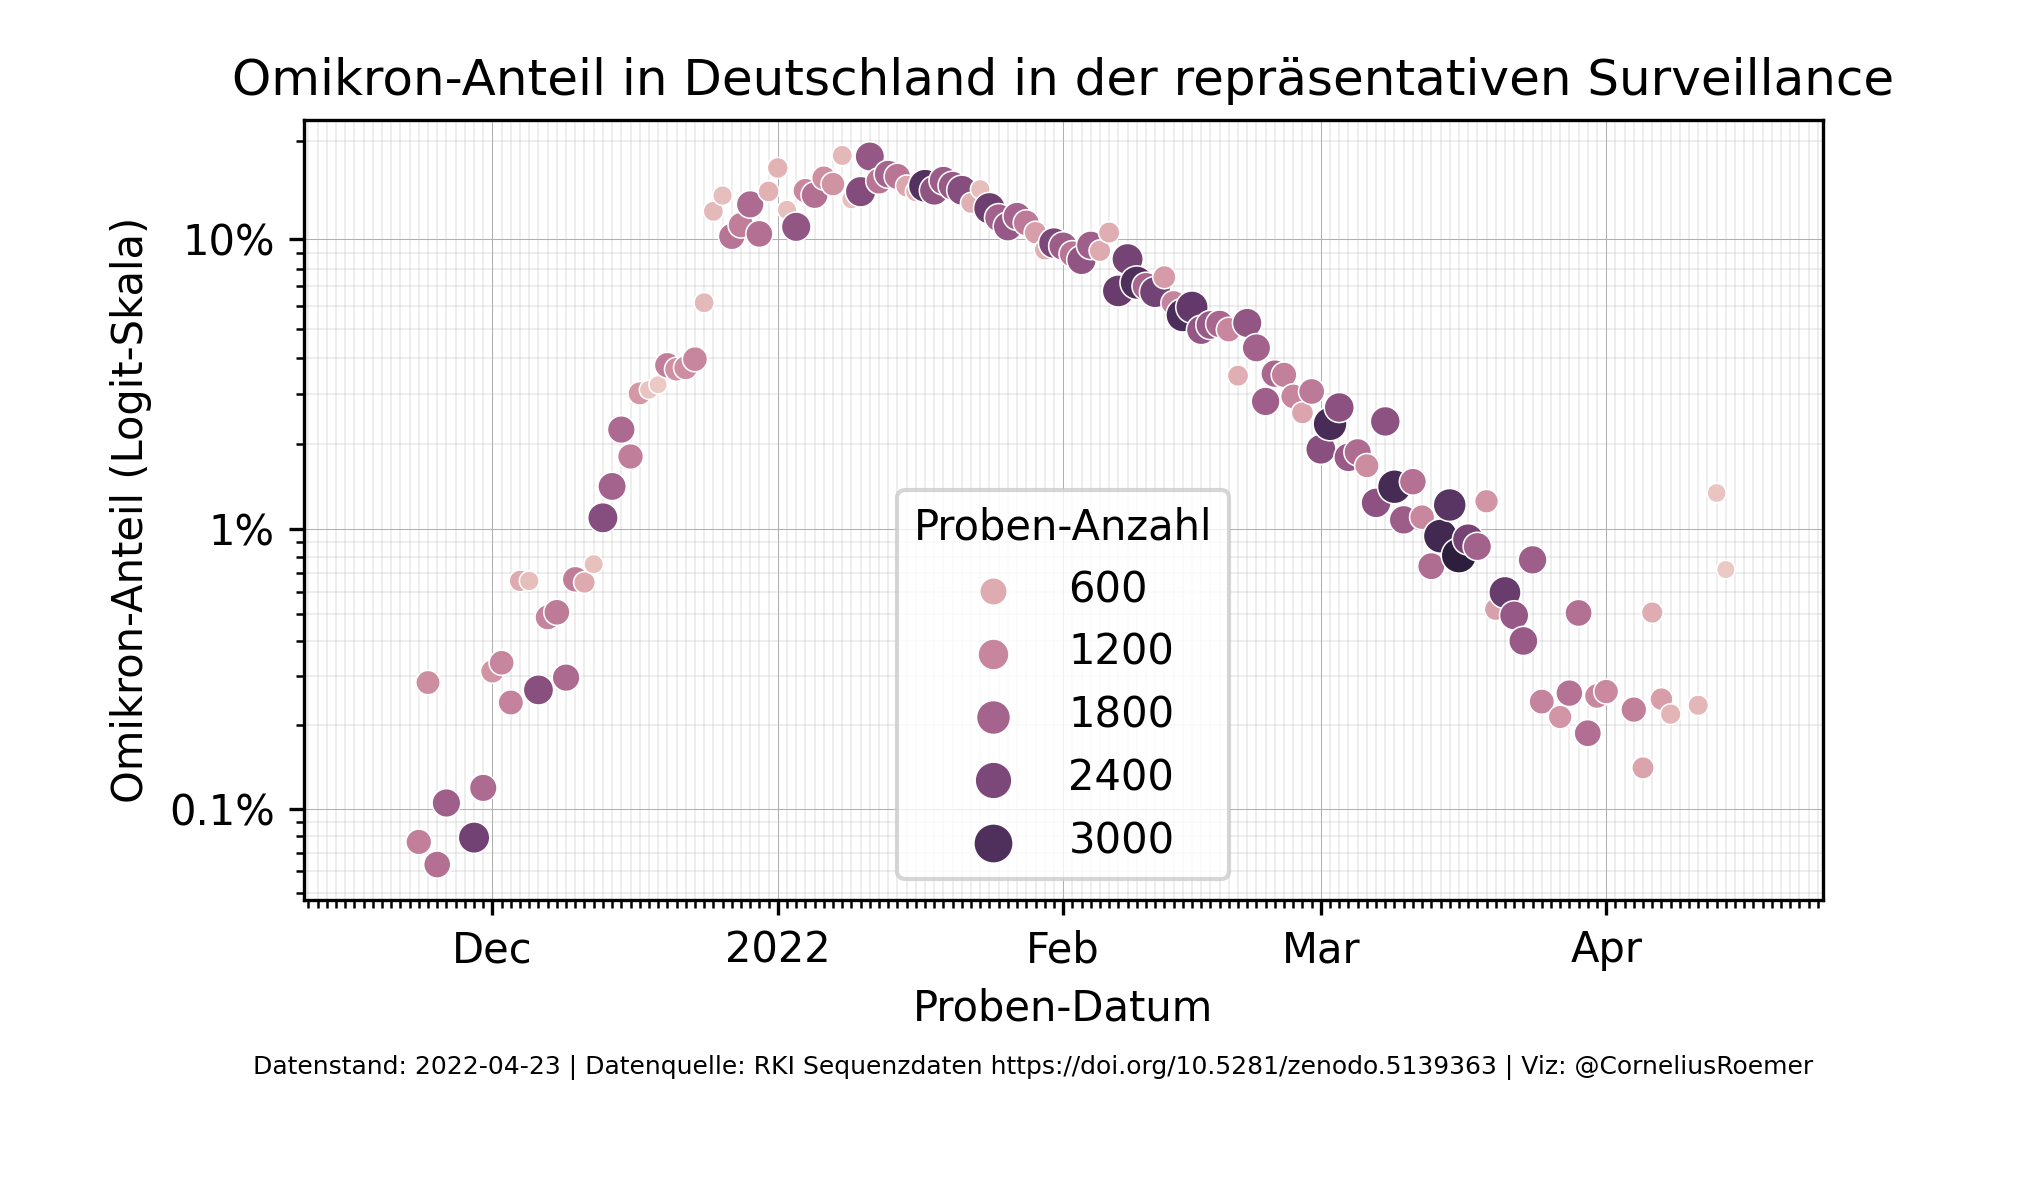 Omikron-Anteil in Deutschland in der repräsentativen Surveillance
Omikron-Anteil (Logit-Skala)
10%
1%
0.1%
Proben-Anzahl
600
1200
1800
2400
3000
Dec 2022 Feb Mar Apr
Proben-Datum
Datenstand: 2022-04-23 | Datenquelle: RKI Sequenzdaten https://doi.org/10.5281/zenodo.5139363 | Viz: @CorneliusRoemer